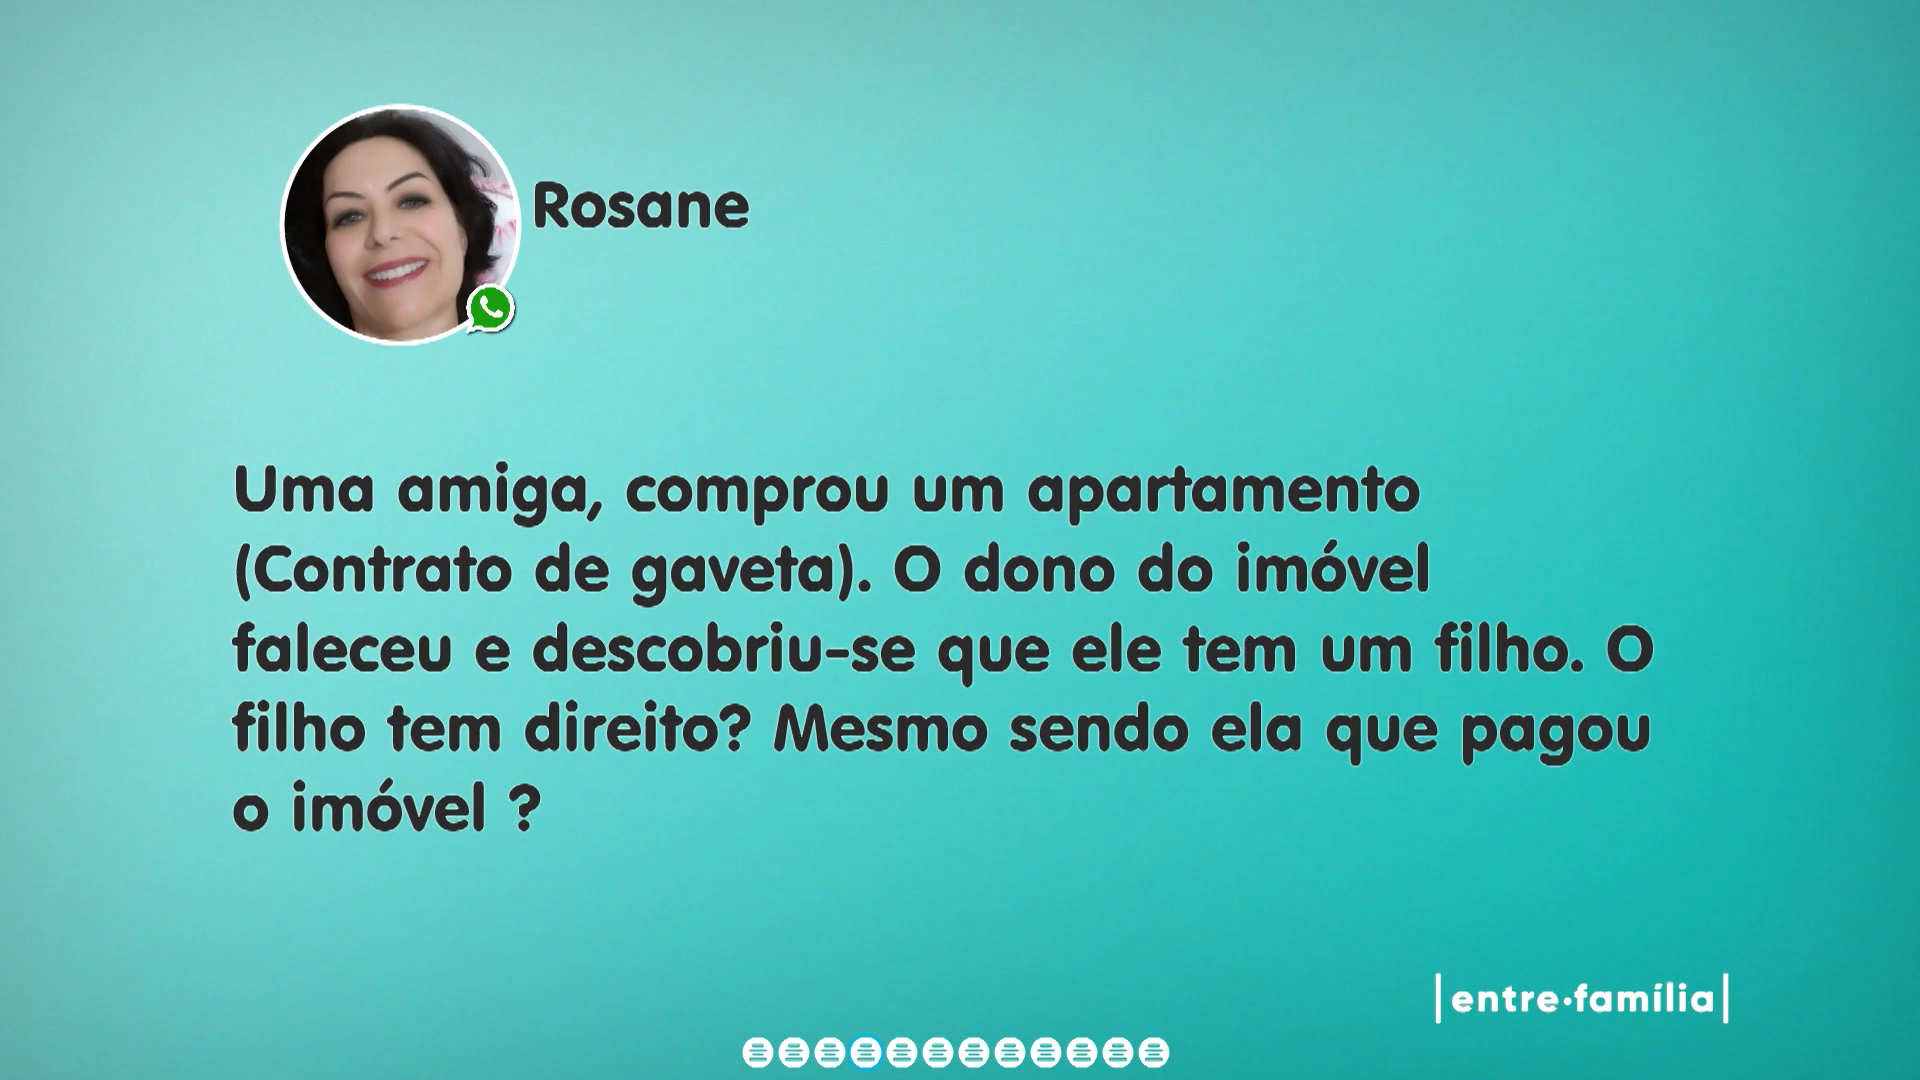 Rosane
Uma amiga, comprou um apartamento
(Contrato de gaveta). O dono do imóvel
faleceu e descobriu-se que ele tem um filho. O
filho tem direito? Mesmo sendo ela que pagou
o imóvel ?
|entre•família|